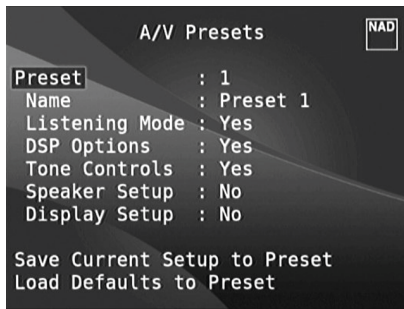 A/V Presets
NAD
Preset : 1
Name : Preset 1
Listening Mode : Yes
DSP Options : Yes
Tone Controls : Yes
Speaker Setup : No
Display Setup : No
Save Current Setup to Preset
Load Defaults to Preset